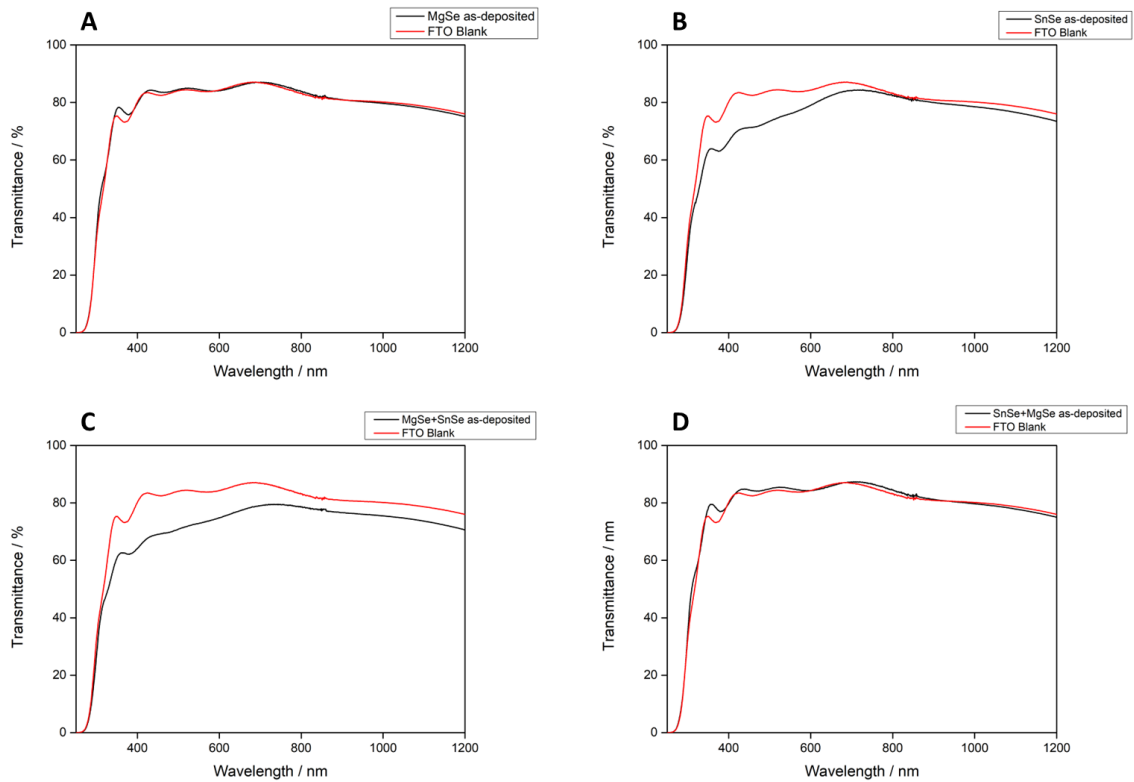 A
MgSe as-deposited
FTO Blank
100
80
60
40
20
0
Transmittance / %
400
600
800
1000
1200
Wavelength / nm
B
SnSe as-deposited
FTO Blank
100
80
60
40
20
0
Transmittance / %
400
600
800
1000
1200
Wavelength / nm
C
MgSe+SnSe as-deposited
FTO Blank
100
80
60
40
20
0
Transmittance / %
400
600
800
1000
1200
Wavelength / nm
D
SnSe+MgSe as-deposited
FTO Blank
100
80
60
40
20
0
Transmittance / nm
400
600
800
1000
1200
Wavelength / nm